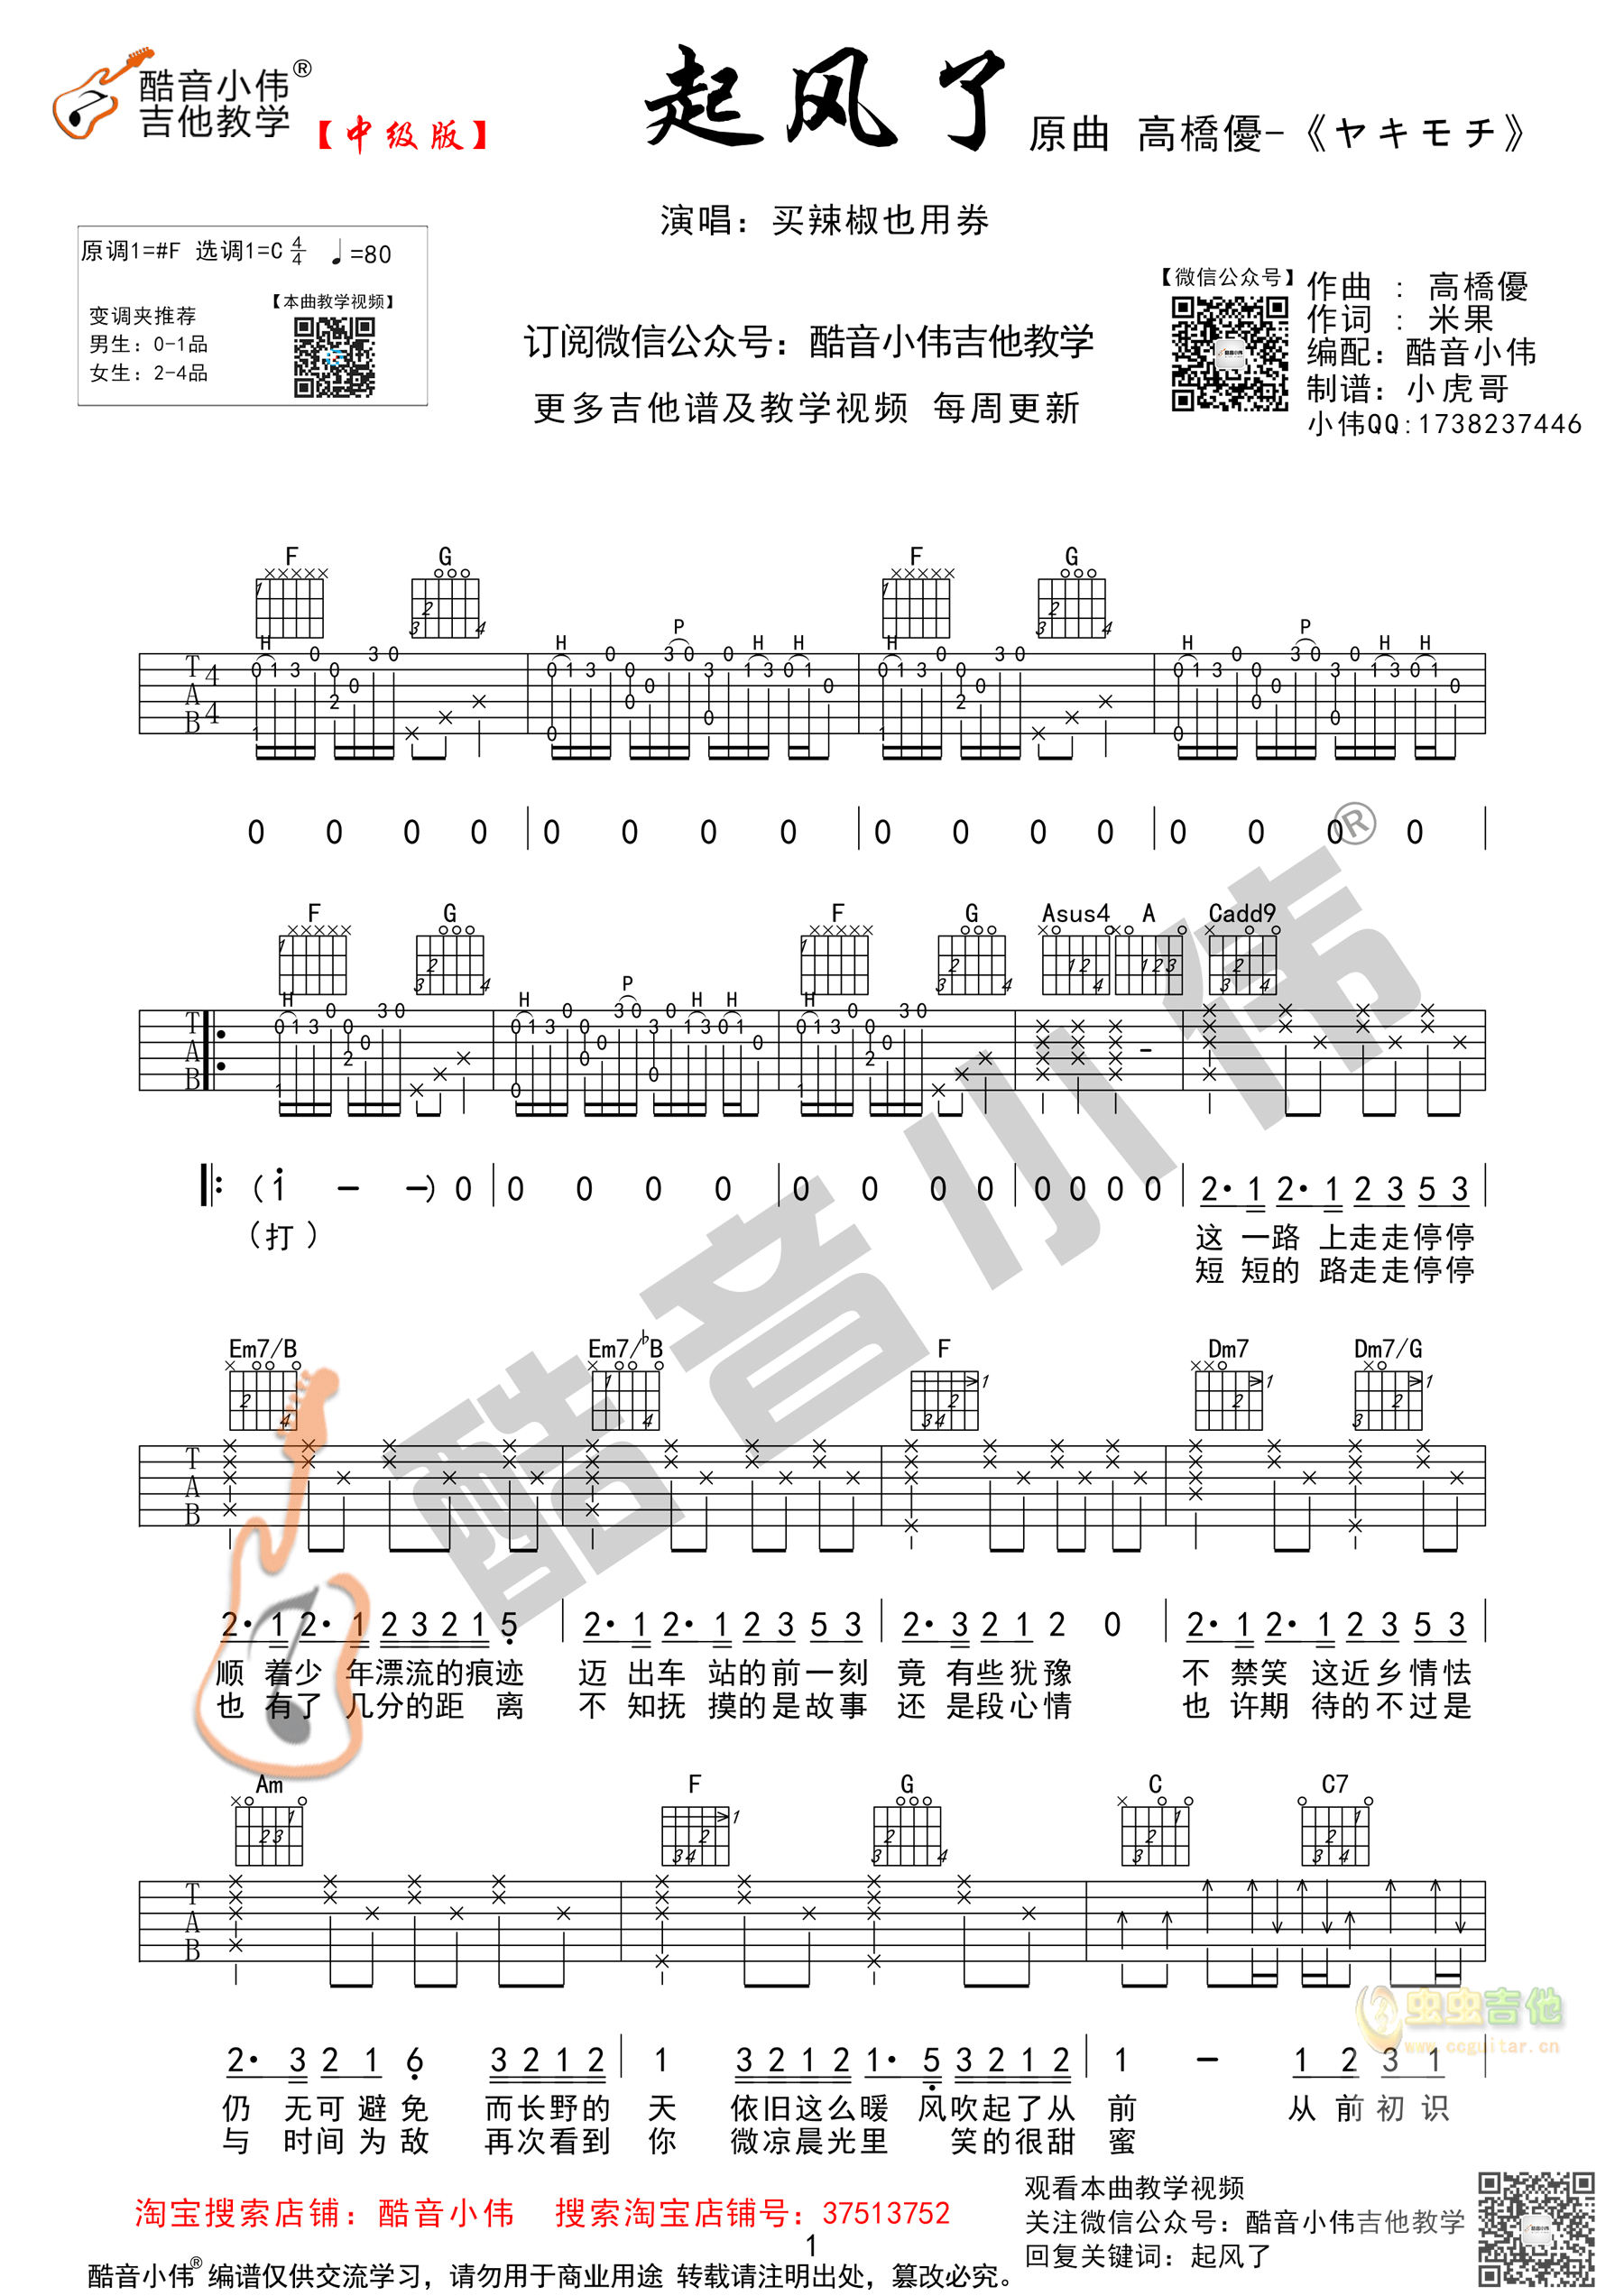 酷音小伟®
吉他教学
【中级版】
起风了
原曲 高橋優-《ヤキモチ》
演唱：买辣椒也用券
原调1=#F 选调1=C 4/4 ♩=80
变调夹推荐
男生：0-1品
女生：2-4品
【本曲教学视频】
订阅微信公众号：酷音小伟吉他教学
更多吉他谱及教学视频 每周更新
【微信公众号】
作曲 ： 高橋優
作词 ： 米果
编配：酷音小伟
制谱：小虎哥
小伟QQ:1738237446
F G F G
H H P H H H H P H H
T A B 4 4
0 0 0 0 | 0 0 0 0 | 0 0 0 0 | 0 0 0 0
F G F G Asus4 A Cadd9
H H P H H H
T A B
(i - -) 0 | 0 0 0 0 | 0 0 0 0 | 0 0 0 0 | 2· 1 2· 1 2 3 5 3
（打） 这 一路 上走走停停
短 短的 路走走停停
Em7/B Em7/♭B F Dm7 Dm7/G
T A B
2· 1 2· 1 2 3 2 1 5 | 2· 1 2· 1 2 3 5 3 | 2· 3 2 1 2 0 | 2· 1 2· 1 2 3 5 3
顺 着少 年漂流的痕迹 迈 出车 站的前一刻 竟 有些犹豫 不 禁笑 这近乡情怯
也 有了 几分的距 离 不 知抚 摸的是故事 还 是段心情 也 许期 待的不过是
Am F G C C7
T A B
2· 3 2 1 6 3 2 1 2 | 1 3 2 1 2 1· 5 3 2 1 2 | 1 - 1 2 3 1
仍 无可避免 而长野的 天 依旧这么暖 风吹起了从 前 从前初识
与 时间为敌 再次看到 你 微凉晨光里 笑的很甜 蜜
酷音小伟®
虫虫吉他
www.ccguitar.cn
淘宝搜索店铺：酷音小伟 搜索淘宝店铺号：37513752
观看本曲教学视频
关注微信公众号：酷音小伟吉他教学
回复关键词：起风了
1
酷音小伟® 编谱仅供交流学习，请勿用于商业用途 转载请注明出处，篡改必究。